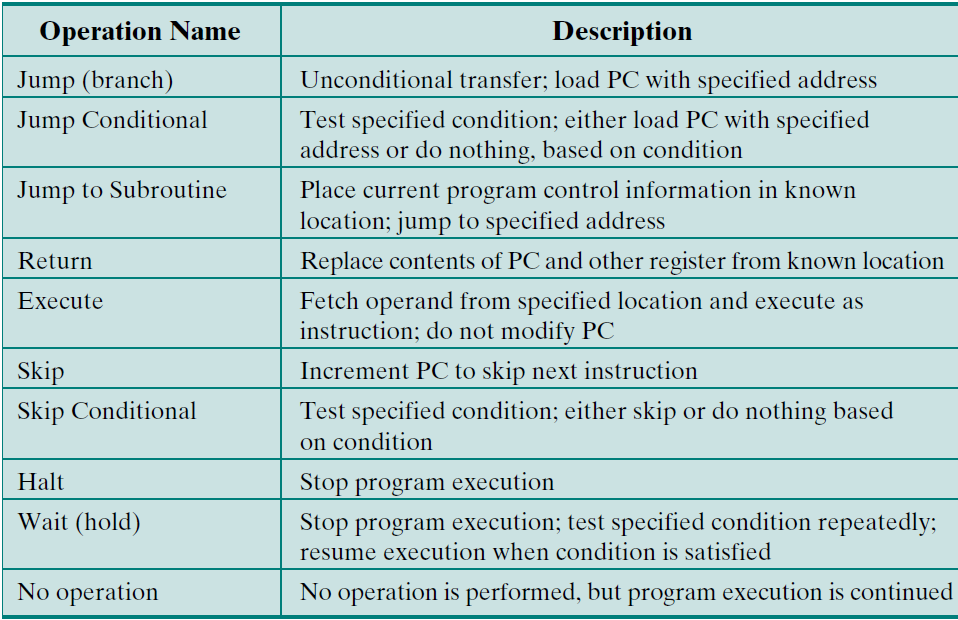 Operation Name Description
Jump (branch) Unconditional transfer; load PC with specified address
Jump Conditional Test specified condition; either load PC with specified
address or do nothing, based on condition
Jump to Subroutine Place current program control information in known
location; jump to specified address
Return Replace contents of PC and other register from known location
Execute Fetch operand from specified location and execute as
instruction; do not modify PC
Skip Increment PC to skip next instruction
Skip Conditional Test specified condition; either skip or do nothing based
on condition
Halt Stop program execution
Wait (hold) Stop program execution; test specified condition repeatedly;
resume execution when condition is satisfied
No operation No operation is performed, but program execution is continued